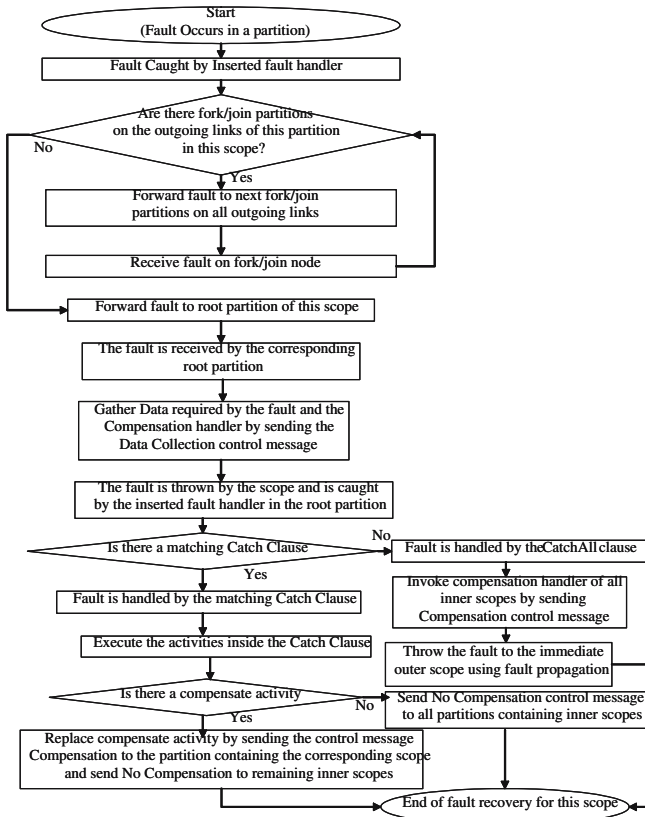 Start
(Fault Occurs in a partition)
Fault Caught by Inserted fault handler
Are there fork/join partitions
on the outgoing links of this partition
in this scope?
No
Yes
Forward fault to next fork/join
partitions on all outgoing links
Receive fault on fork/join node
Forward fault to root partition of this scope
The fault is received by the corresponding
root partition
Gather Data required by the fault and the
Compensation handler by sending the
Data Collection control message
The fault is thrown by the scope and is caught
by the inserted fault handler in the root partition
Is there a matching Catch Clause
No
Yes
Fault is handled by theCatchAllclause
Fault is handled by the matching Catch Clause
Invoke compensation handler of all
inner scopes by sending
Compensation control message
Execute the activities inside the Catch Clause
Throw the fault to the immediate
outer scope using fault propagation
Is there a compensate activity
No
Yes
Send No Compensation control message
to all partitions containing inner scopes
Replace compensate activity by sending the control message
Compensation to the partition containing the corresponding scope
and send No Compensation to remaining inner scopes
End of fault recovery for this scope